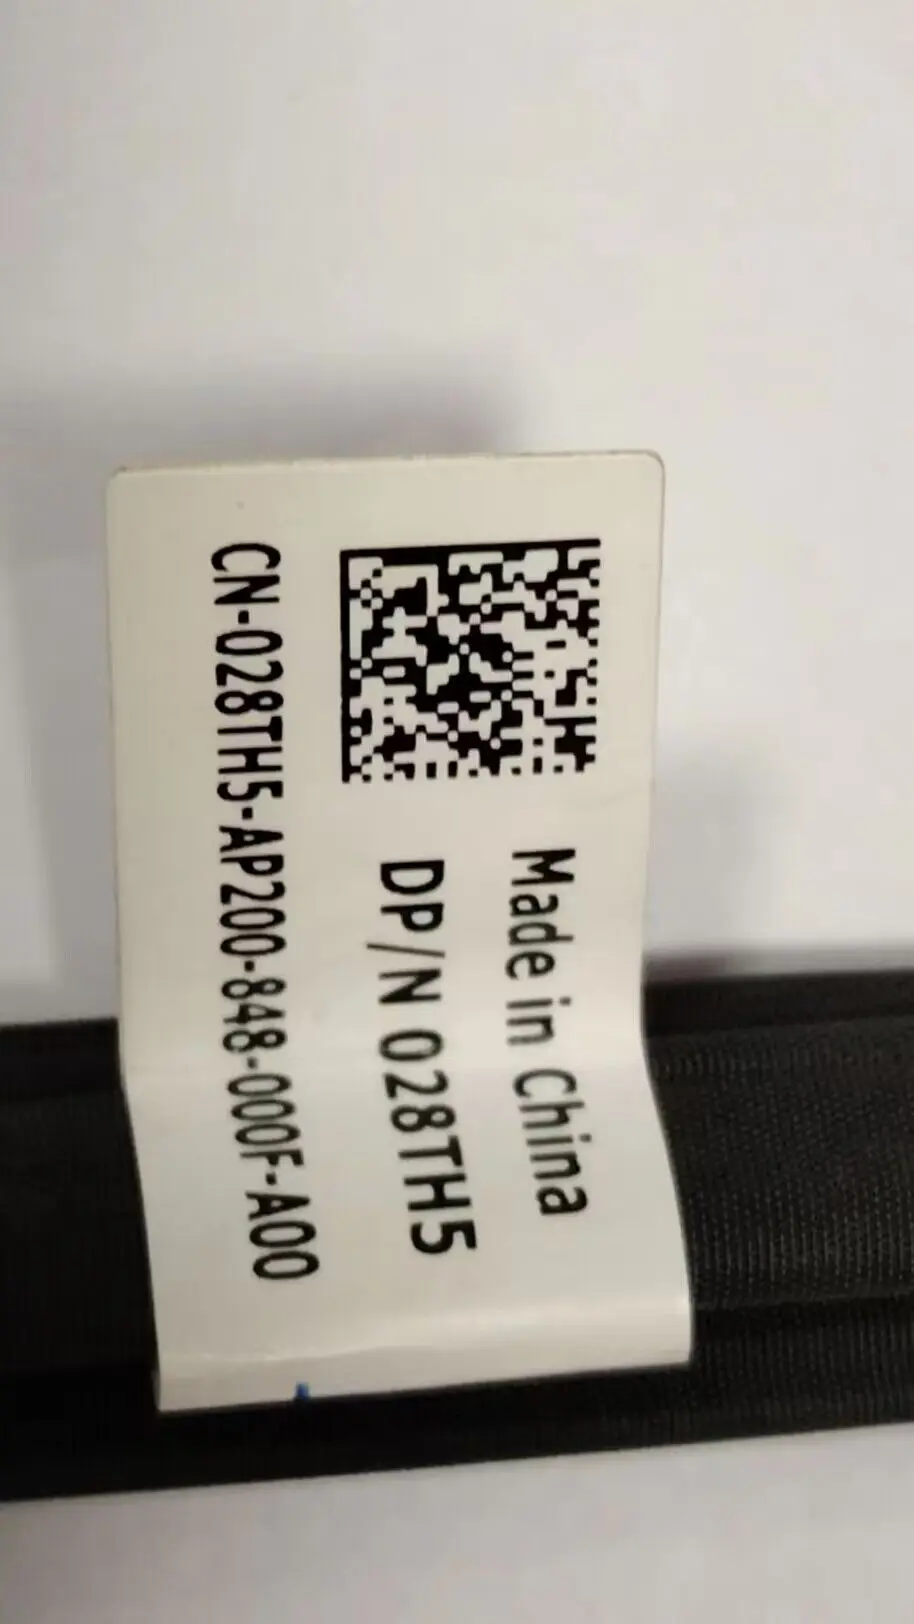 Made in China
DP/N 028TH5
CN-028TH5-AP200-848-000F-A00